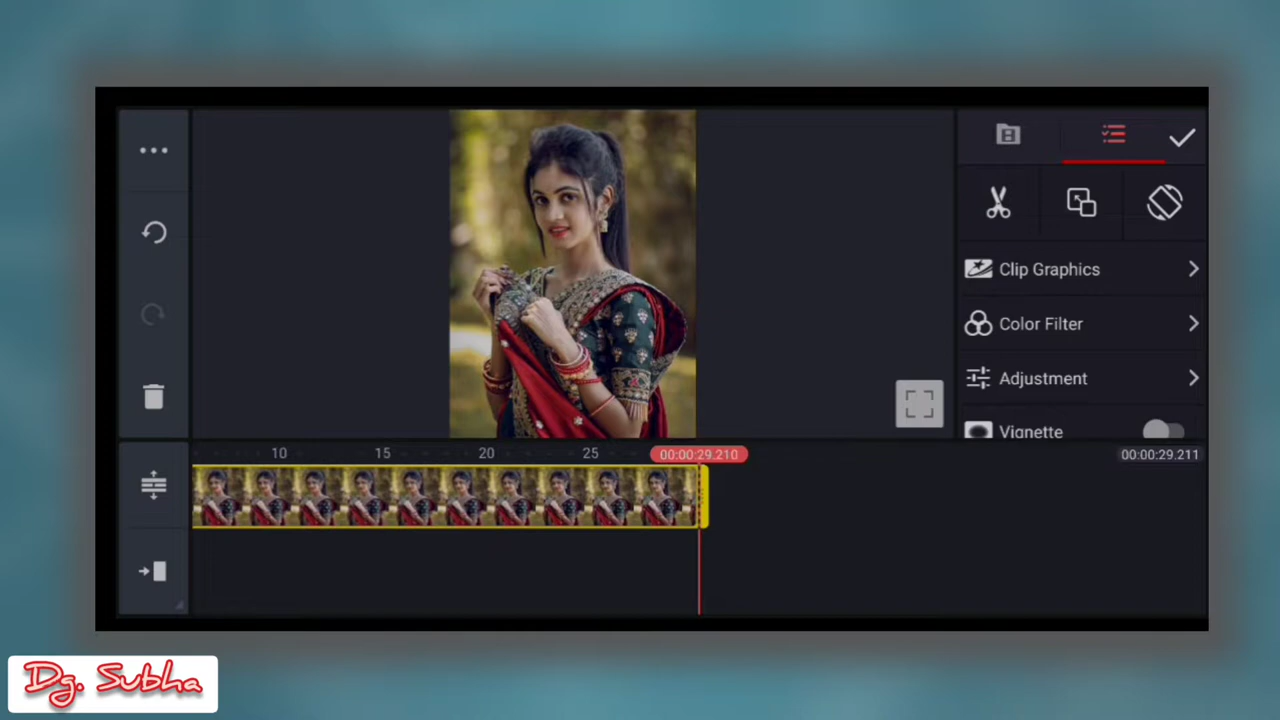 Clip Graphics
Color Filter
Adjustment
Vignette
10 15 20 25 00:00:29.210 00:00:29.211
Dg. Subha